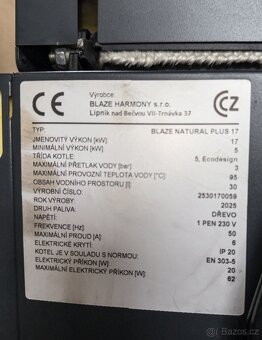 CE
Výrobce:
BLAZE HARMONY s.r.o.
Lipník nad Bečvou VII-Trnávka 37
CZ
TYP: BLAZE NATURAL PLUS 17
JMENOVITÝ VÝKON [kW]: 17
MINIMÁLNÍ VÝKON [kW]: 5
TŘÍDA KOTLE: 5, Ecodesign
MAXIMÁLNÍ PŘETLAK VODY [bar] 3
MAXIMÁLNÍ PROVOZNÍ TEPLOTA VODY [°C] 95
OBSAH VODNÍHO PROSTORU [l] 30
VÝROBNÍ ČÍSLO: 2530170059
ROK VÝROBY: 2025
DRUH PALIVA: DŘEVO
NAPĚTÍ: 1 PEN 230 V
FREKVENCE [Hz]: 50
MAXIMÁLNÍ PROUD [A]: 6
ELEKTRICKÉ KRYTÍ: IP 20
KOTEL JE V SOULADU S NORMOU: EN 303-5
ELEKTRICKÝ PŘÍKON [W]: 20
MAXIMÁLNÍ ELEKTRICKÝ PŘÍKON [W]: 62
Bazoš.cz